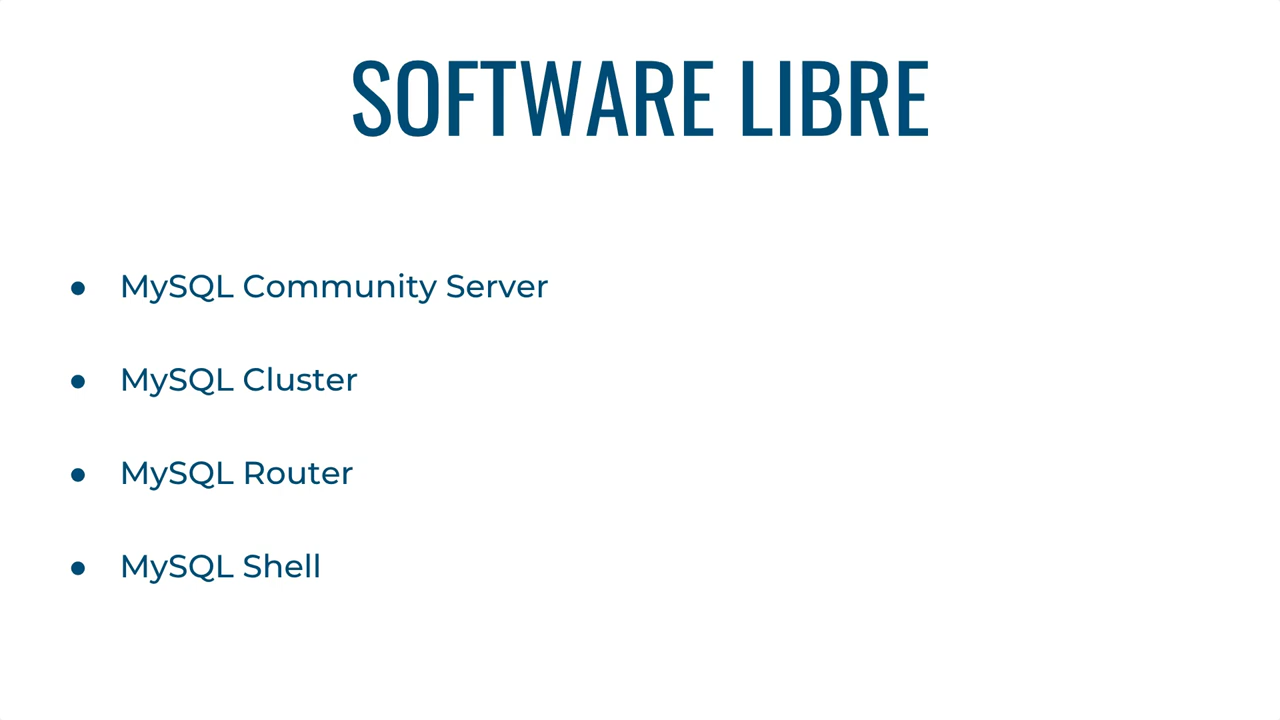 SOFTWARE LIBRE
● MySQL Community Server
● MySQL Cluster
● MySQL Router
● MySQL Shell